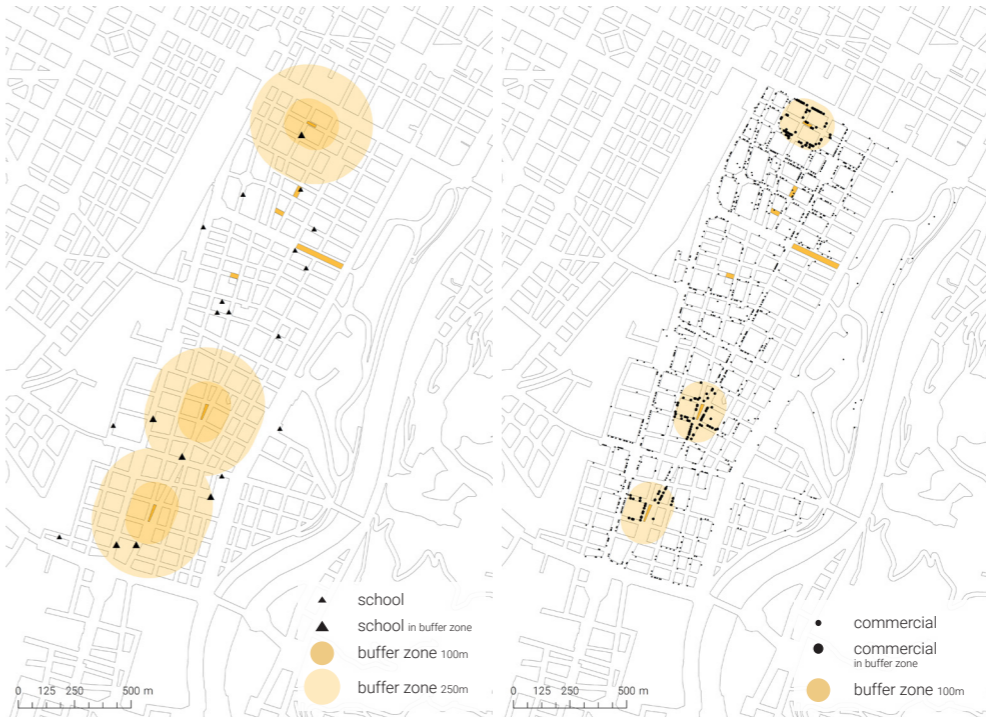 school
school in buffer zone
buffer zone 100m
buffer zone 250m
0 125 250 500 m
commercial
commercial
in buffer zone
buffer zone 100m
0 125 250 500 m